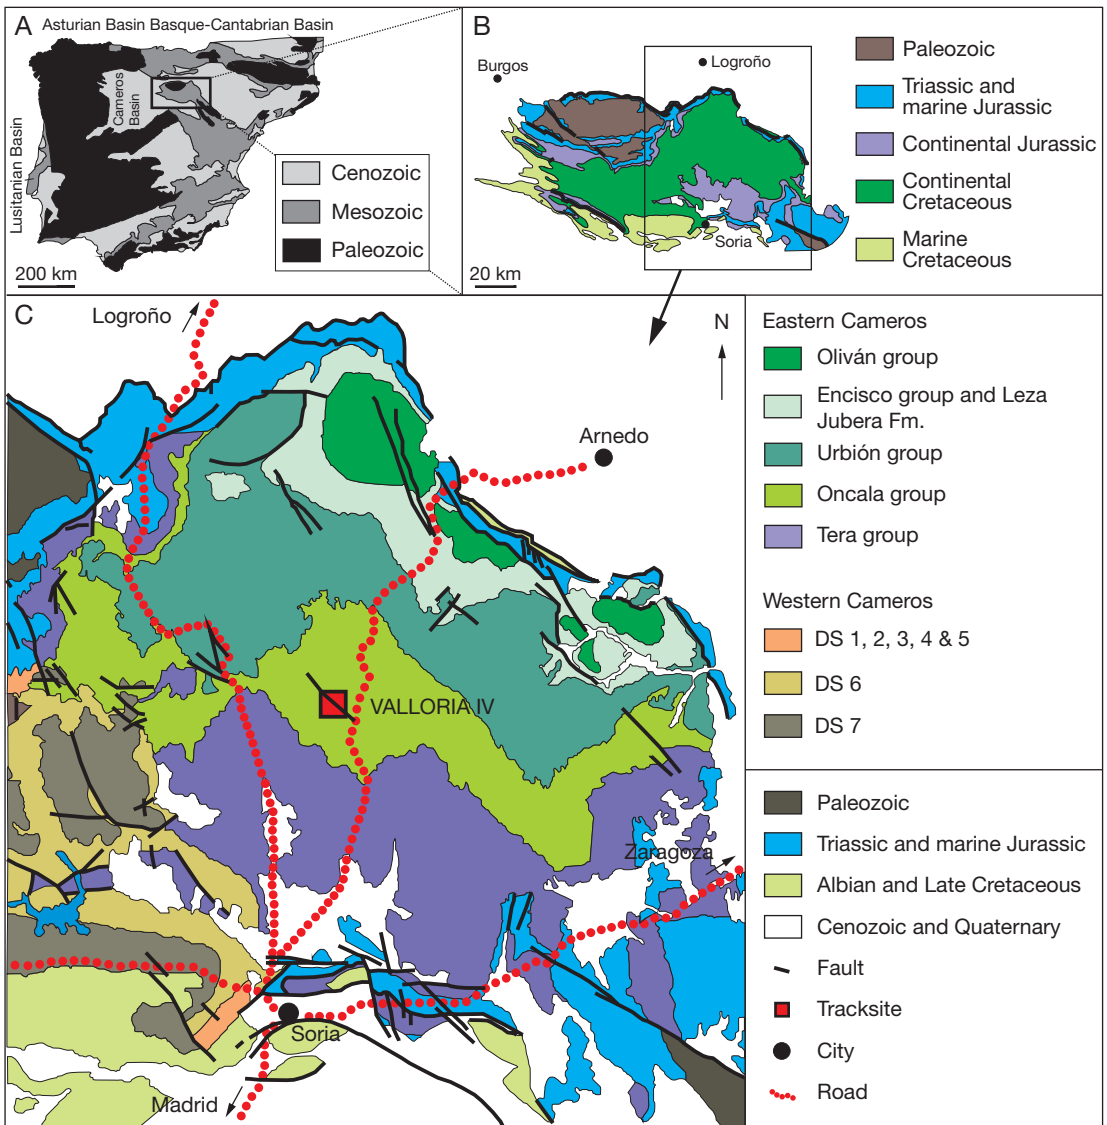 A
Asturian Basin Basque-Cantabrian Basin
Cameros
Basin
Lusitanian Basin
Cenozoic
Mesozoic
Paleozoic
200 km
B
Burgos
Logroño
Soria
20 km
Paleozoic
Triassic and
marine Jurassic
Continental Jurassic
Continental
Cretaceous
Marine
Cretaceous
C
Logroño
N
Arnedo
VALLORIA IV
Zaragoza
Soria
Madrid
Eastern Cameros
Oliván group
Encisco group and Leza
Jubera Fm.
Urbión group
Oncala group
Tera group
Western Cameros
DS 1, 2, 3, 4 & 5
DS 6
DS 7
Paleozoic
Triassic and marine Jurassic
Albian and Late Cretaceous
Cenozoic and Quaternary
Fault
Tracksite
City
Road